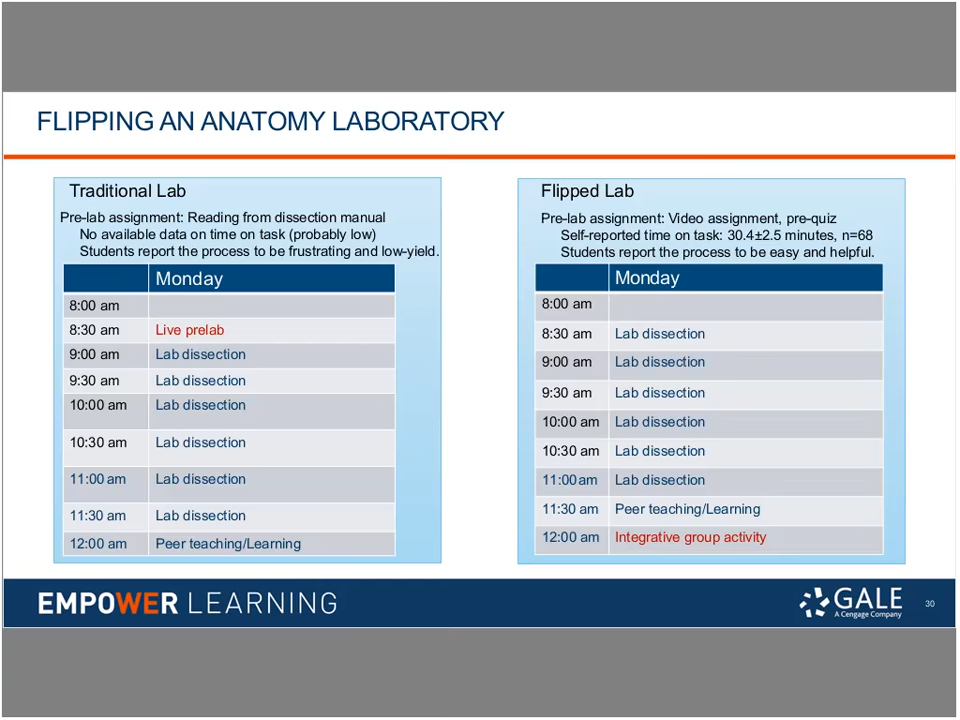 FLIPPING AN ANATOMY LABORATORY
Traditional Lab
Pre-lab assignment: Reading from dissection manual
No available data on time on task (probably low)
Students report the process to be frustrating and low-yield.
Monday
8:00 am
8:30 am Live prelab
9:00 am Lab dissection
9:30 am Lab dissection
10:00 am Lab dissection
10:30 am Lab dissection
11:00 am Lab dissection
11:30 am Lab dissection
12:00 am Peer teaching/Learning
Flipped Lab
Pre-lab assignment: Video assignment, pre-quiz
Self-reported time on task: 30.4±2.5 minutes, n=68
Students report the process to be easy and helpful.
Monday
8:00 am
8:30 am Lab dissection
9:00 am Lab dissection
9:30 am Lab dissection
10:00 am Lab dissection
10:30 am Lab dissection
11:00 am Lab dissection
11:30 am Peer teaching/Learning
12:00 am Integrative group activity
EMPOWER LEARNING
GALE
A Cengage Company
30